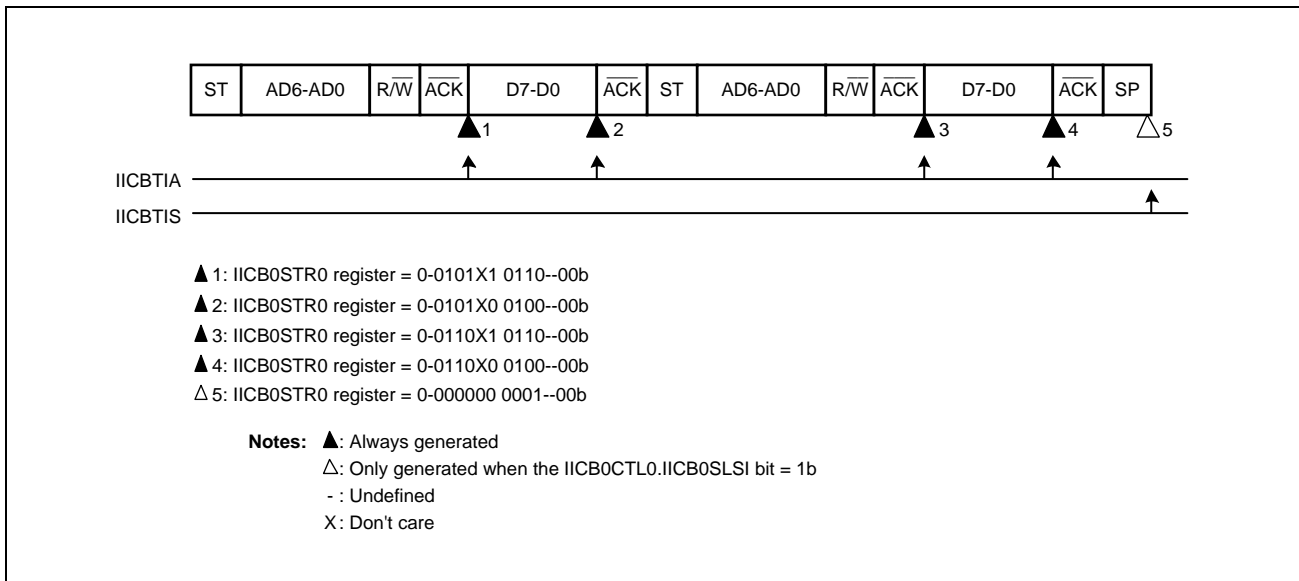 ST AD6-AD0 R/W ACK D7-D0 ACK ST AD6-AD0 R/W ACK D7-D0 ACK SP
▲1 ▲2 ▲3 ▲4 △5
IICBTIA
IICBTIS
▲1: IICB0STR0 register = 0-0101X1 0110--00b
▲2: IICB0STR0 register = 0-0101X0 0100--00b
▲3: IICB0STR0 register = 0-0110X1 0110--00b
▲4: IICB0STR0 register = 0-0110X0 0100--00b
△5: IICB0STR0 register = 0-000000 0001--00b
Notes: ▲: Always generated
△: Only generated when the IICB0CTL0.IICB0SLSI bit = 1b
- : Undefined
X: Don't care